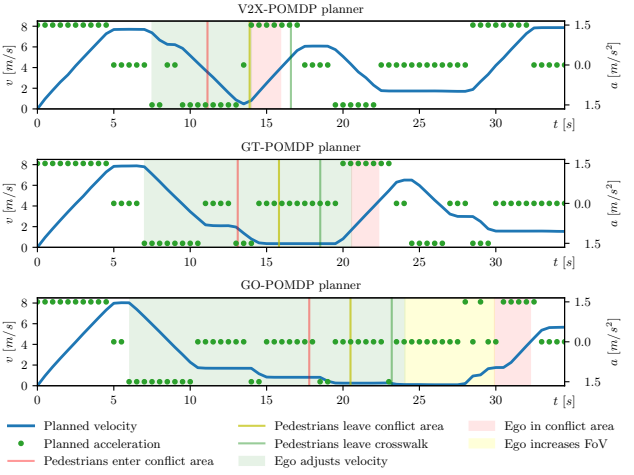 V2X-POMDP planner
8
6
4
2
0
v [m/s]
1.5
0.0
1.5
a [m/s²]
0 5 10 15 20 25 30 t [s]
GT-POMDP planner
8
6
4
2
0
v [m/s]
1.5
0.0
1.5
a [m/s²]
0 5 10 15 20 25 30 t [s]
GO-POMDP planner
8
6
4
2
0
v [m/s]
1.5
0.0
1.5
a [m/s²]
0 5 10 15 20 25 30 t [s]
Planned velocity
Planned acceleration
Pedestrians enter conflict area
Pedestrians leave conflict area
Pedestrians leave crosswalk
Ego adjusts velocity
Ego in conflict area
Ego increases FoV